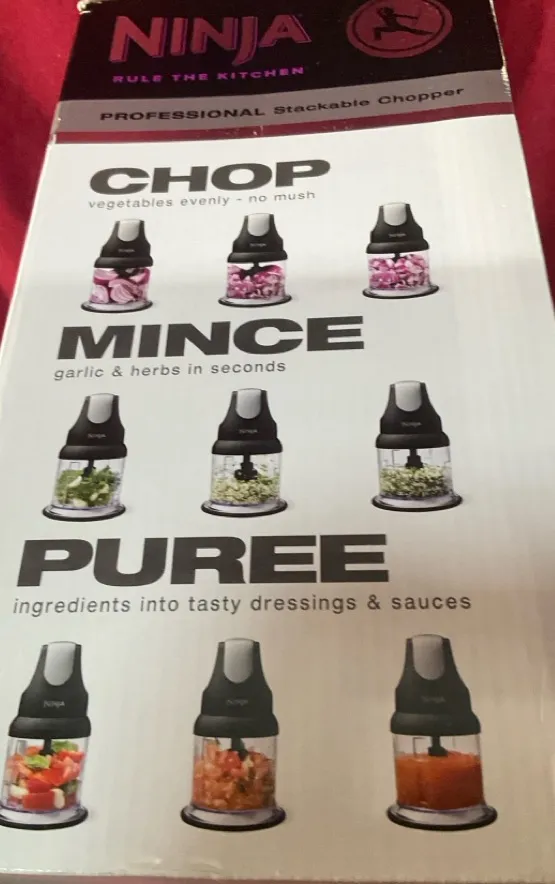 NINJA
RULE THE KITCHEN
PROFESSIONAL Stackable Chopper
CHOP
vegetables evenly - no mush
MINCE
garlic & herbs in seconds
PUREE
ingredients into tasty dressings & sauces